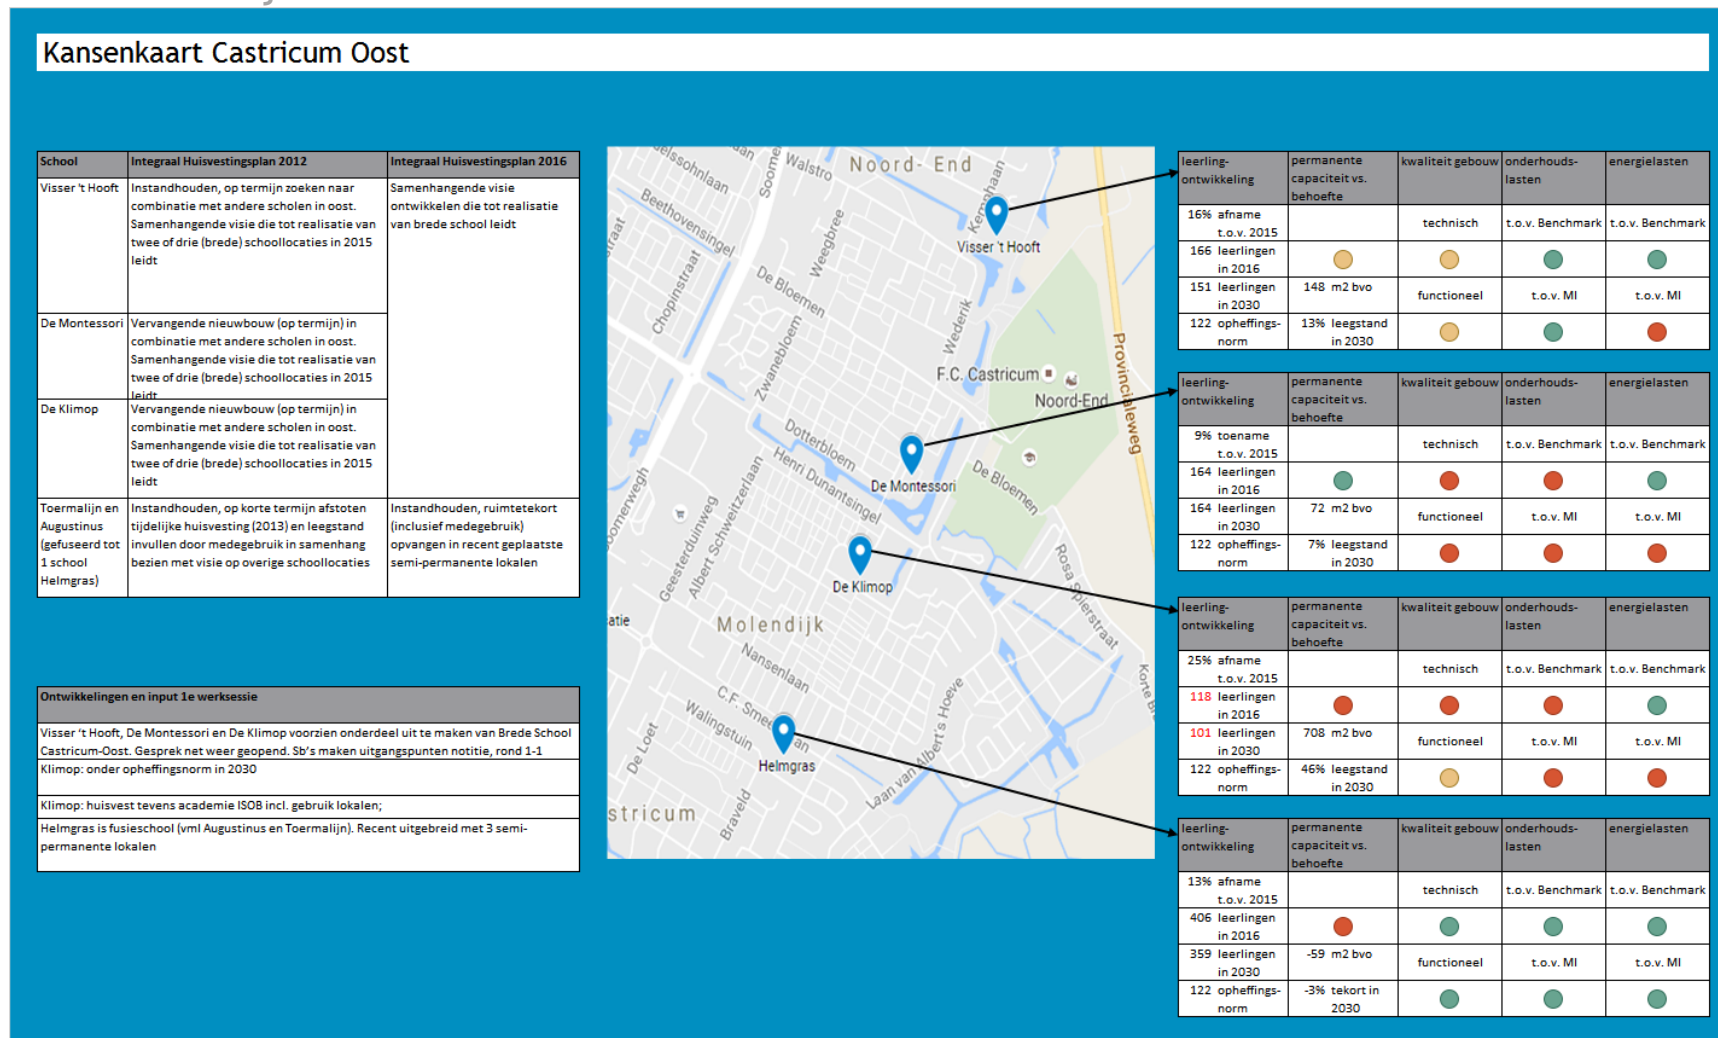 Kansenkaart Castricum Oost
School
Integraal Huisvestingsplan 2012
Integraal Huisvestingsplan 2016
Visser 't Hooft
Instandhouden, op termijn zoeken naar
combinatie met andere scholen in oost.
Samenhangende visie die tot realisatie van
twee of drie (brede) schoollocaties in 2015
leidt
Samenhangende visie
ontwikkelen die tot realisatie
van brede school leidt
De Montessori
Vervangende nieuwbouw (op termijn) in
combinatie met andere scholen in oost.
Samenhangende visie die tot realisatie van
twee of drie (brede) schoollocaties in 2015
leidt
De Klimop
Vervangende nieuwbouw (op termijn) in
combinatie met andere scholen in oost.
Samenhangende visie die tot realisatie van
twee of drie (brede) schoollocaties in 2015
leidt
Toermalijn en
Augustinus
(gefuseerd tot
1 school
Helmgras)
Instandhouden, op korte termijn afstoten
tijdelijke huisvesting (2013) en leegstand
invullen door medegebruik in samenhang
bezien met visie op overige schoollocaties
Instandhouden, ruimtetekort
(inclusief medegebruik)
opvangen in recent geplaatste
semi-permanente lokalen
Ontwikkelingen en input 1e werksessie
Visser 't Hooft, De Montessori en De Klimop voorzien onderdeel uit te maken van Brede School
Castricum-Oost. Gesprek net weer geopend. Sb's maken uitgangspunten notitie, rond 1-1
Klimop: onder opheffingsnorm in 2030
Klimop: huisvest tevens academie ISOB incl. gebruik lokalen;
Helmgras is fusieschool (vml Augustinus en Toermalijn). Recent uitgebreid met 3 semi-
permanente lokalen
elssohnlaan
Walstro
Noord- End
Soomer
Kemphaan
Beethovensingel
Weegbree
Visser 't Hooft
De Bloemen
Chopinstraat
Wederik
Zwanebloem
Provincialeweg
F.C. Castricum
Noord-End
Dotterbloem
Henri Dunantsingel
De Montessori
De Bloemen
Soomerwegh
Geesterduinweg
Albert Schweitzerlaan
De Klimop
Rosa Spierstraat
atie
Molendijk
Nansenlaan
Korte Br
C.F. Smee
an
Walingstuin
De Loet
Helmgras
Laan van Albert's Hoeve
stricum
Braveld
leerling-
ontwikkeling
permanente
capaciteit vs.
behoefte
kwaliteit gebouw
onderhouds-
lasten
energielasten
16% afname
t.o.v. 2015
technisch
t.o.v. Benchmark
t.o.v. Benchmark
166 leerlingen
in 2016
151 leerlingen
in 2030
148 m2 bvo
functioneel
t.o.v. MI
t.o.v. MI
122 opheffings-
norm
13% leegstand
in 2030
leerling-
ontwikkeling
permanente
capaciteit vs.
behoefte
kwaliteit gebouw
onderhouds-
lasten
energielasten
9% toename
t.o.v. 2015
technisch
t.o.v. Benchmark
t.o.v. Benchmark
164 leerlingen
in 2016
164 leerlingen
in 2030
72 m2 bvo
functioneel
t.o.v. MI
t.o.v. MI
122 opheffings-
norm
7% leegstand
in 2030
leerling-
ontwikkeling
permanente
capaciteit vs.
behoefte
kwaliteit gebouw
onderhouds-
lasten
energielasten
25% afname
t.o.v. 2015
technisch
t.o.v. Benchmark
t.o.v. Benchmark
118 leerlingen
in 2016
101 leerlingen
in 2030
708 m2 bvo
functioneel
t.o.v. MI
t.o.v. MI
122 opheffings-
norm
46% leegstand
in 2030
leerling-
ontwikkeling
permanente
capaciteit vs.
behoefte
kwaliteit gebouw
onderhouds-
lasten
energielasten
13% afname
t.o.v. 2015
technisch
t.o.v. Benchmark
t.o.v. Benchmark
406 leerlingen
in 2016
359 leerlingen
in 2030
-59 m2 bvo
functioneel
t.o.v. MI
t.o.v. MI
122 opheffings-
norm
-3% tekort in
2030